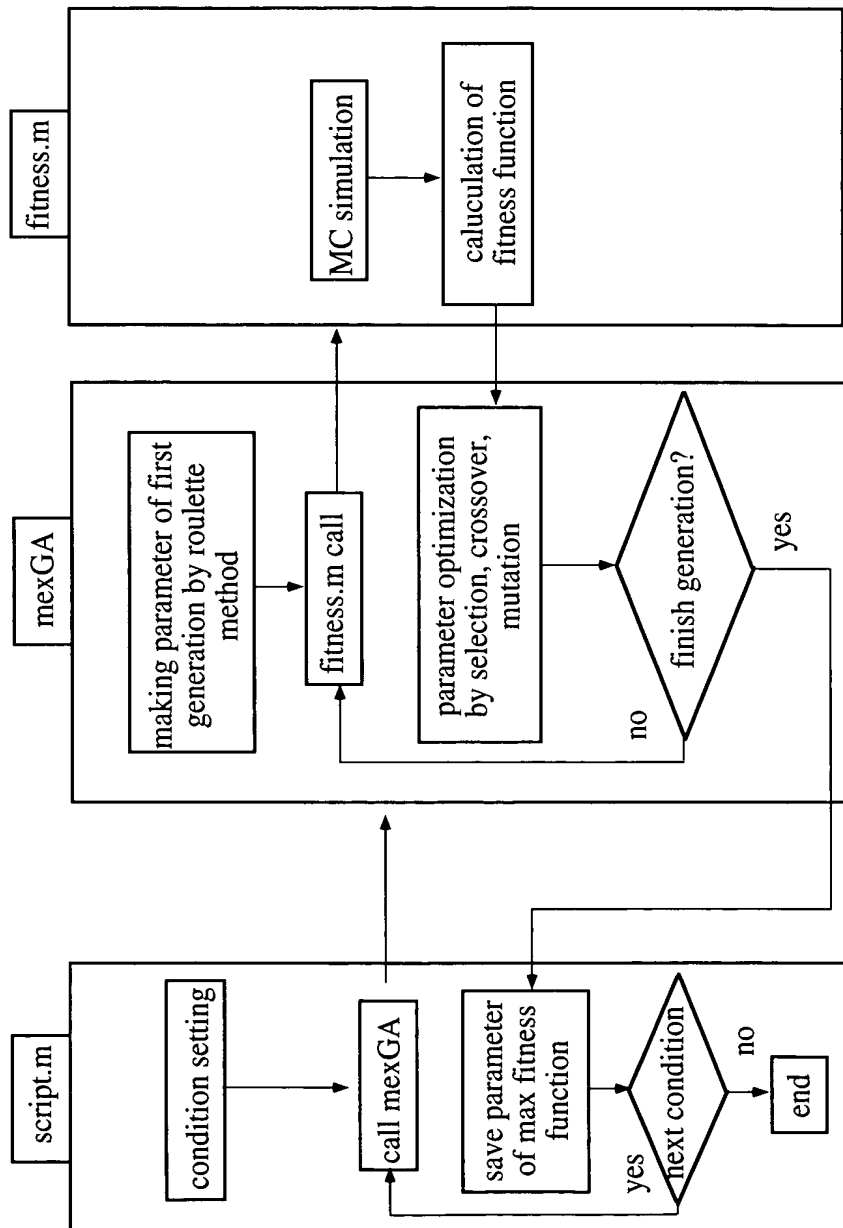 script.m
condition setting
call mexGA
save parameter
of max fitness
function
yes
next condition
no
end
mexGA
making parameter of first
generation by roulette
method
fitness.m call
parameter optimization
by selection, crossover,
mutation
no
finish generation?
yes
fitness.m
MC simulation
caluculation of
fitness function